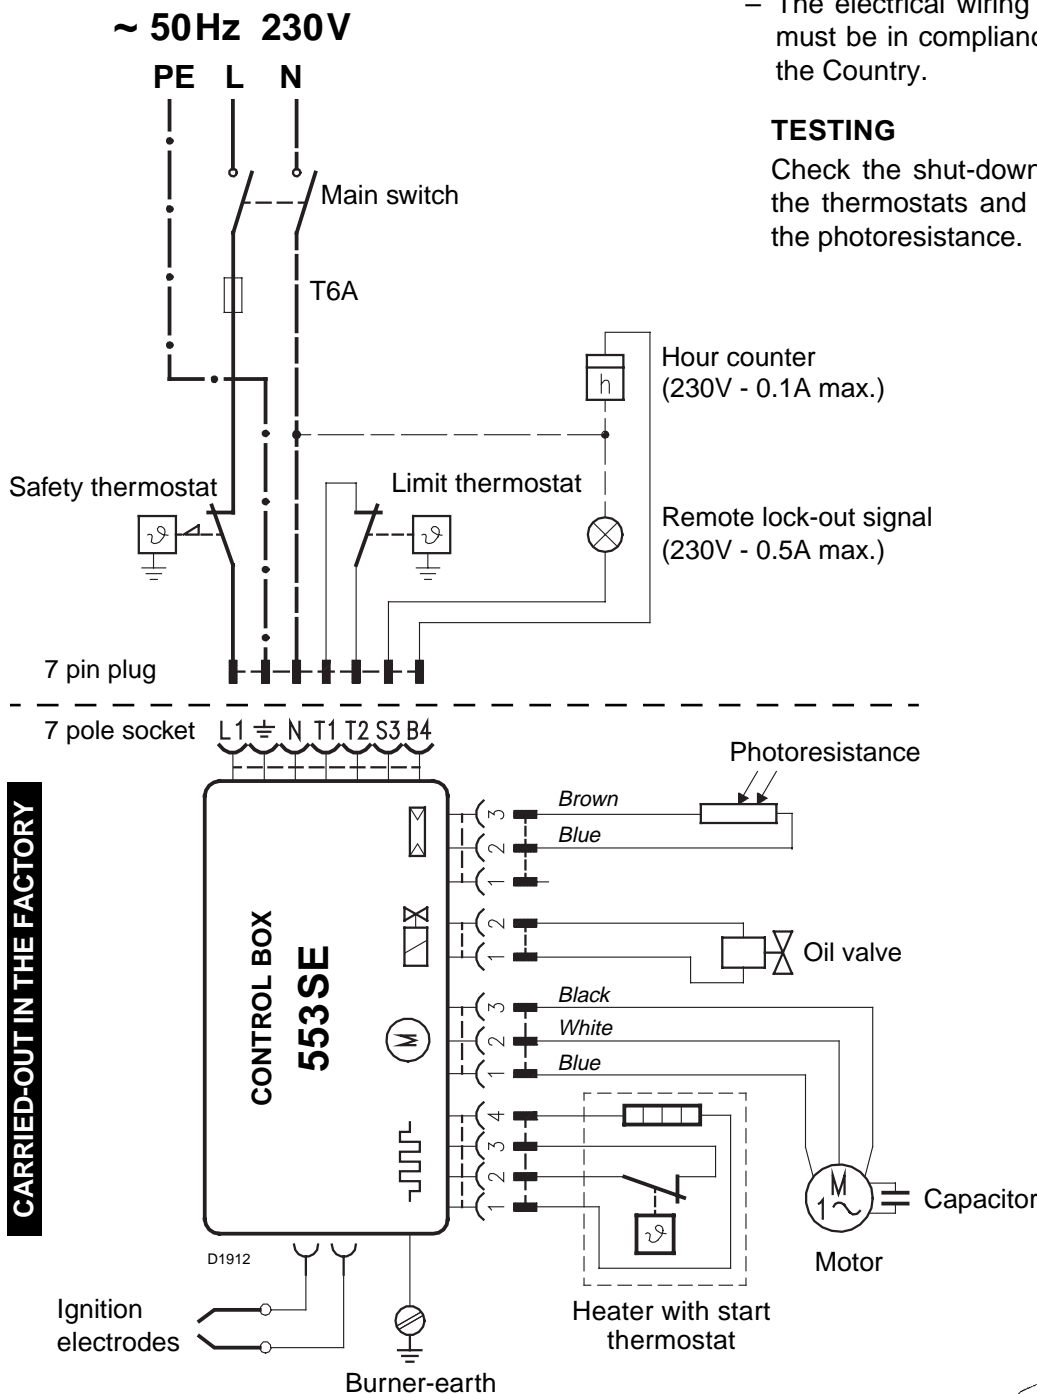 ~ 50Hz 230V
PE L N
– The electrical wiring
must be in complianc
the Country.
TESTING
Check the shut-down
the thermostats and
the photoresistance.
Main switch
T6A
Hour counter
(230V - 0.1A max.)
h
Safety thermostat
Limit thermostat
ϑ
ϑ
Remote lock-out signal
(230V - 0.5A max.)
7 pin plug
7 pole socket
L1 N T1 T2 S3 B4
CARRIED-OUT IN THE FACTORY
CONTROL BOX
553SE
Photoresistance
3 Brown
2 Blue
1
2
1
Oil valve
M
3 Black
2 White
1 Blue
4
3
2
1
ϑ
M
1~
Capacitor
Motor
D1912
Heater with start
thermostat
Ignition
electrodes
Burner-earth